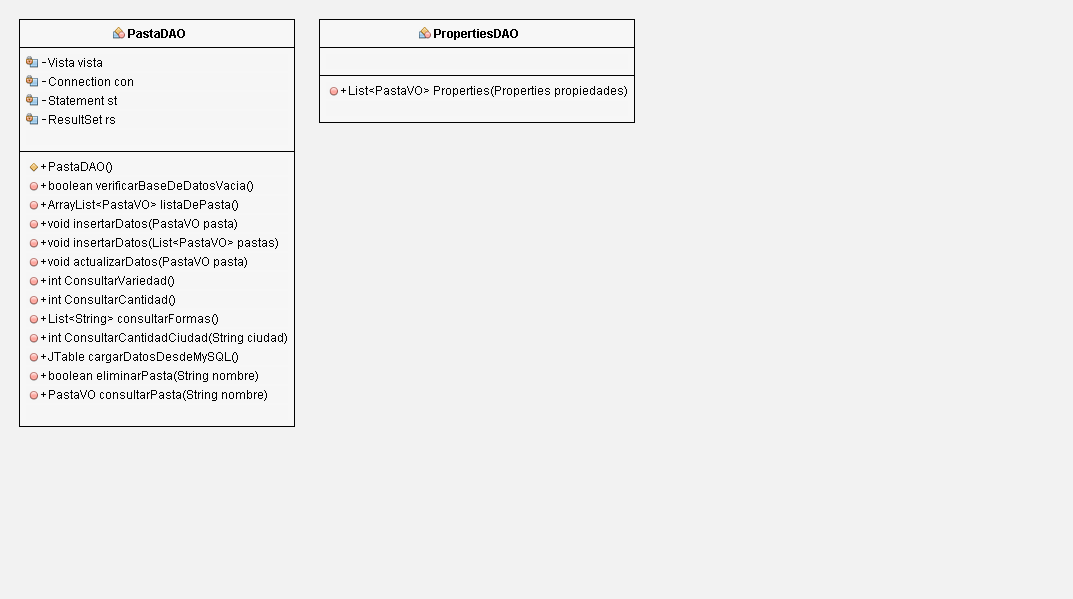 PastaDAO
-Vista vista
-Connection con
-Statement st
-ResultSet rs
+PastaDAO()
+boolean verificarBaseDeDatosVacia()
+ArrayList<PastaVO> listaDePasta()
+void insertarDatos(PastaVO pasta)
+void insertarDatos(List<PastaVO> pastas)
+void actualizarDatos(PastaVO pasta)
+int ConsultarVariedad()
+int ConsultarCantidad()
+List<String> consultarFormas()
+int ConsultarCantidadCiudad(String ciudad)
+JTable cargarDatosDesdeMySQL()
+boolean eliminarPasta(String nombre)
+PastaVO consultarPasta(String nombre)
PropertiesDAO
+List<PastaVO> Properties(Properties propiedades)